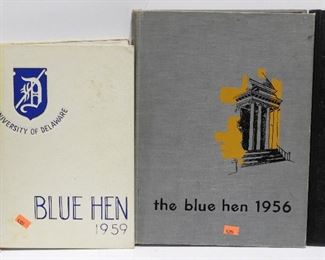 D
UNIVERSITY OF DELAWARE
BLUE HEN
1959
the blue hen 1956